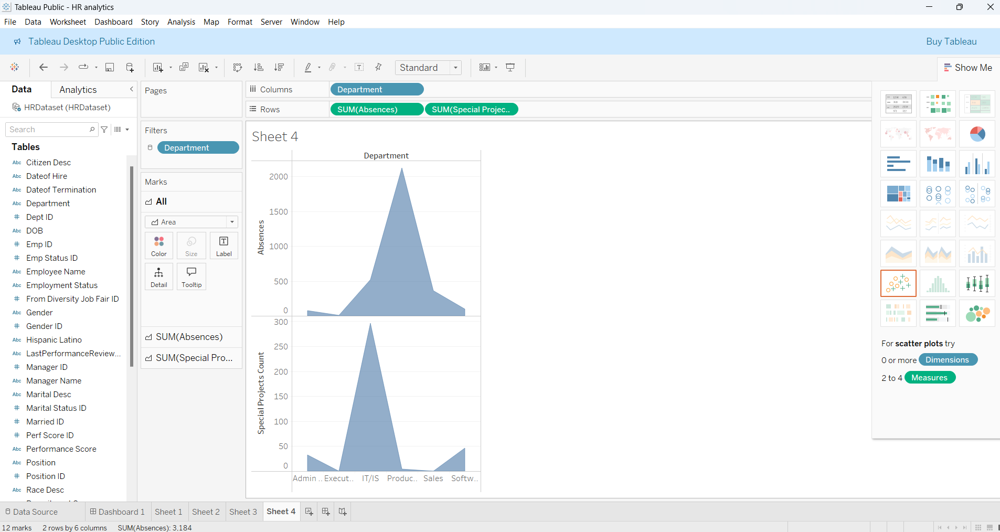 Tableau Public - HR analytics
File Data Worksheet Dashboard Story Analysis Map Format Server Window Help
Tableau Desktop Public Edition
Buy Tableau
Standard
Show Me
Data
Analytics
HRDataset (HRDataset)
Search
Tables
Abc Citizen Desc
Abc Dateof Hire
Abc Dateof Termination
Abc Department
# Dept ID
Abc DOB
# Emp ID
# Emp Status ID
Abc Employee Name
Abc Employment Status
# From Diversity Job Fair ID
Abc Gender
# Gender ID
Abc Hispanic Latino
Abc LastPerformanceReview...
# Manager ID
Abc Manager Name
Abc Marital Desc
# Marital Status ID
# Married ID
# Perf Score ID
Abc Performance Score
Abc Position
# Position ID
Abc Race Desc
Pages
Filters
Department
Marks
All
Area
Color
Size
Label
Detail
Tooltip
SUM(Absences)
SUM(Special Pro...
Columns
Department
Rows
SUM(Absences)
SUM(Special Projec..
Sheet 4
Department
Absences
2000
1500
1000
500
0
Special Projects Count
300
250
200
150
100
50
0
Admin .. Execut.. IT/IS Produc.. Sales Softw..
For scatter plots try
0 or more Dimensions
2 to 4 Measures
Data Source
Dashboard 1
Sheet 1
Sheet 2
Sheet 3
Sheet 4
12 marks
2 rows by 6 columns
SUM(Absences): 3,184